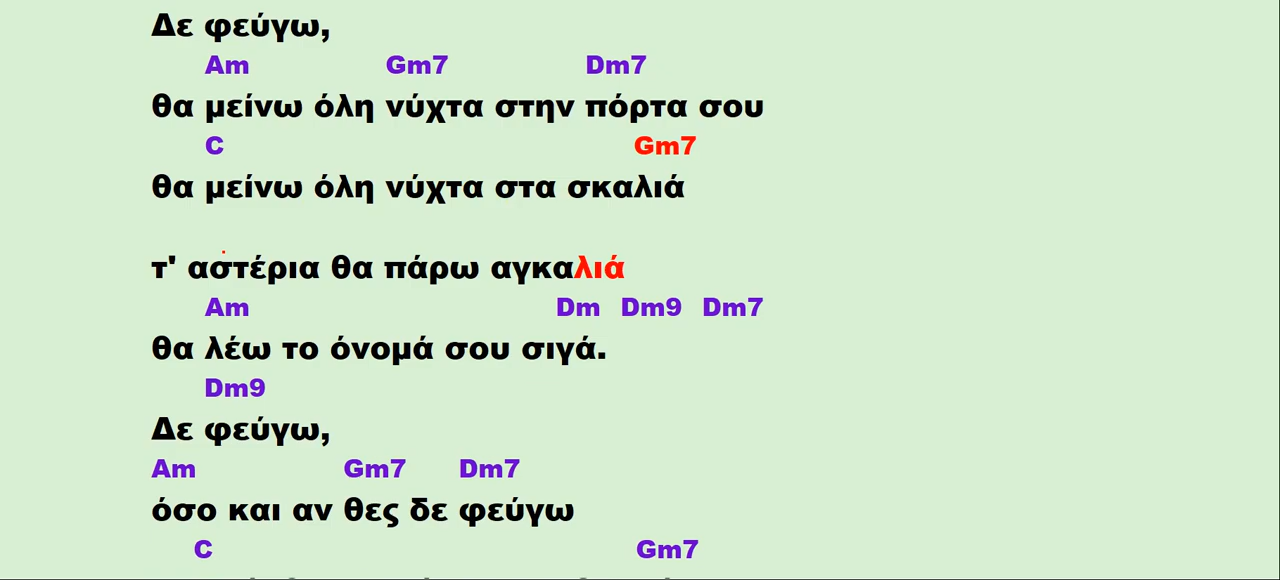 Δε φεύγω,
Am Gm7 Dm7
θα μείνω όλη νύχτα στην πόρτα σου
C Gm7
θα μείνω όλη νύχτα στα σκαλιά
τ' αστέρια θα πάρω αγκαλιά
Am Dm Dm9 Dm7
θα λέω το όνομά σου σιγά.
Dm9
Δε φεύγω,
Am Gm7 Dm7
όσο και αν θες δε φεύγω
C Gm7